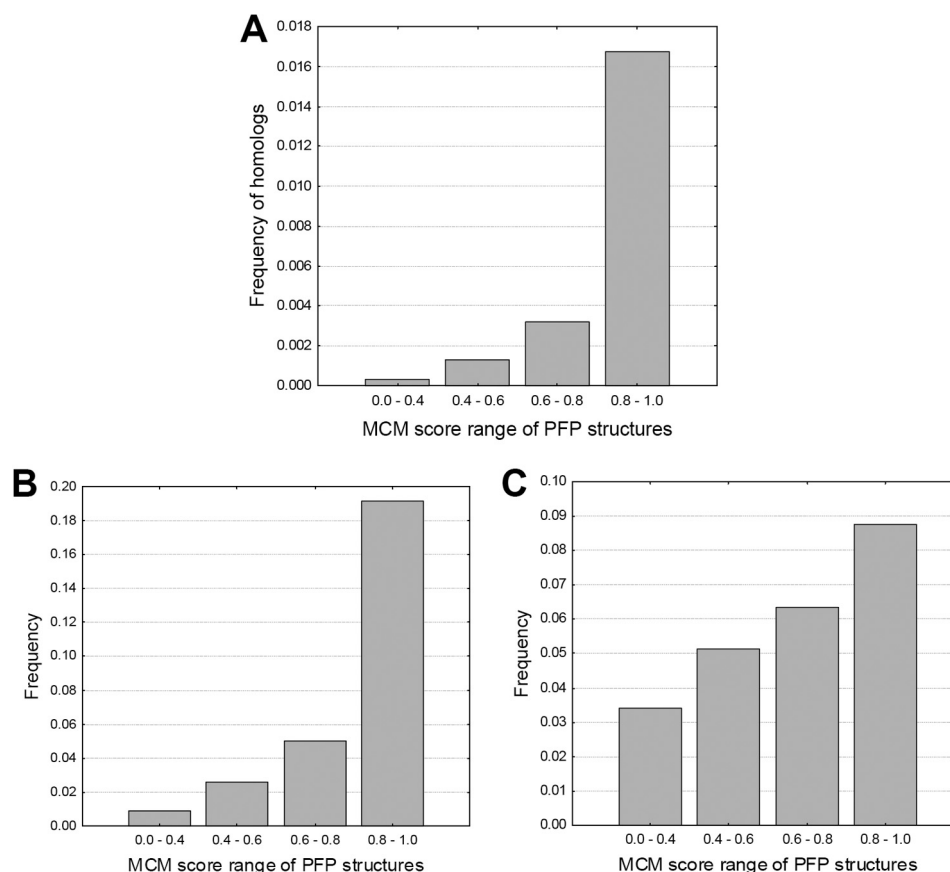 A
Frequency of homologs
0.018
0.016
0.014
0.012
0.010
0.008
0.006
0.004
0.002
0.000
0.0 - 0.4 0.4 - 0.6 0.6 - 0.8 0.8 - 1.0
MCM score range of PFP structures
B
Frequency
0.20
0.18
0.16
0.14
0.12
0.10
0.08
0.06
0.04
0.02
0.00
0.0 - 0.4 0.4 - 0.6 0.6 - 0.8 0.8 - 1.0
MCM score range of PFP structures
C
Frequency
0.10
0.09
0.08
0.07
0.06
0.05
0.04
0.03
0.02
0.01
0.00
0.0 - 0.4 0.4 - 0.6 0.6 - 0.8 0.8 - 1.0
MCM score range of PFP structures